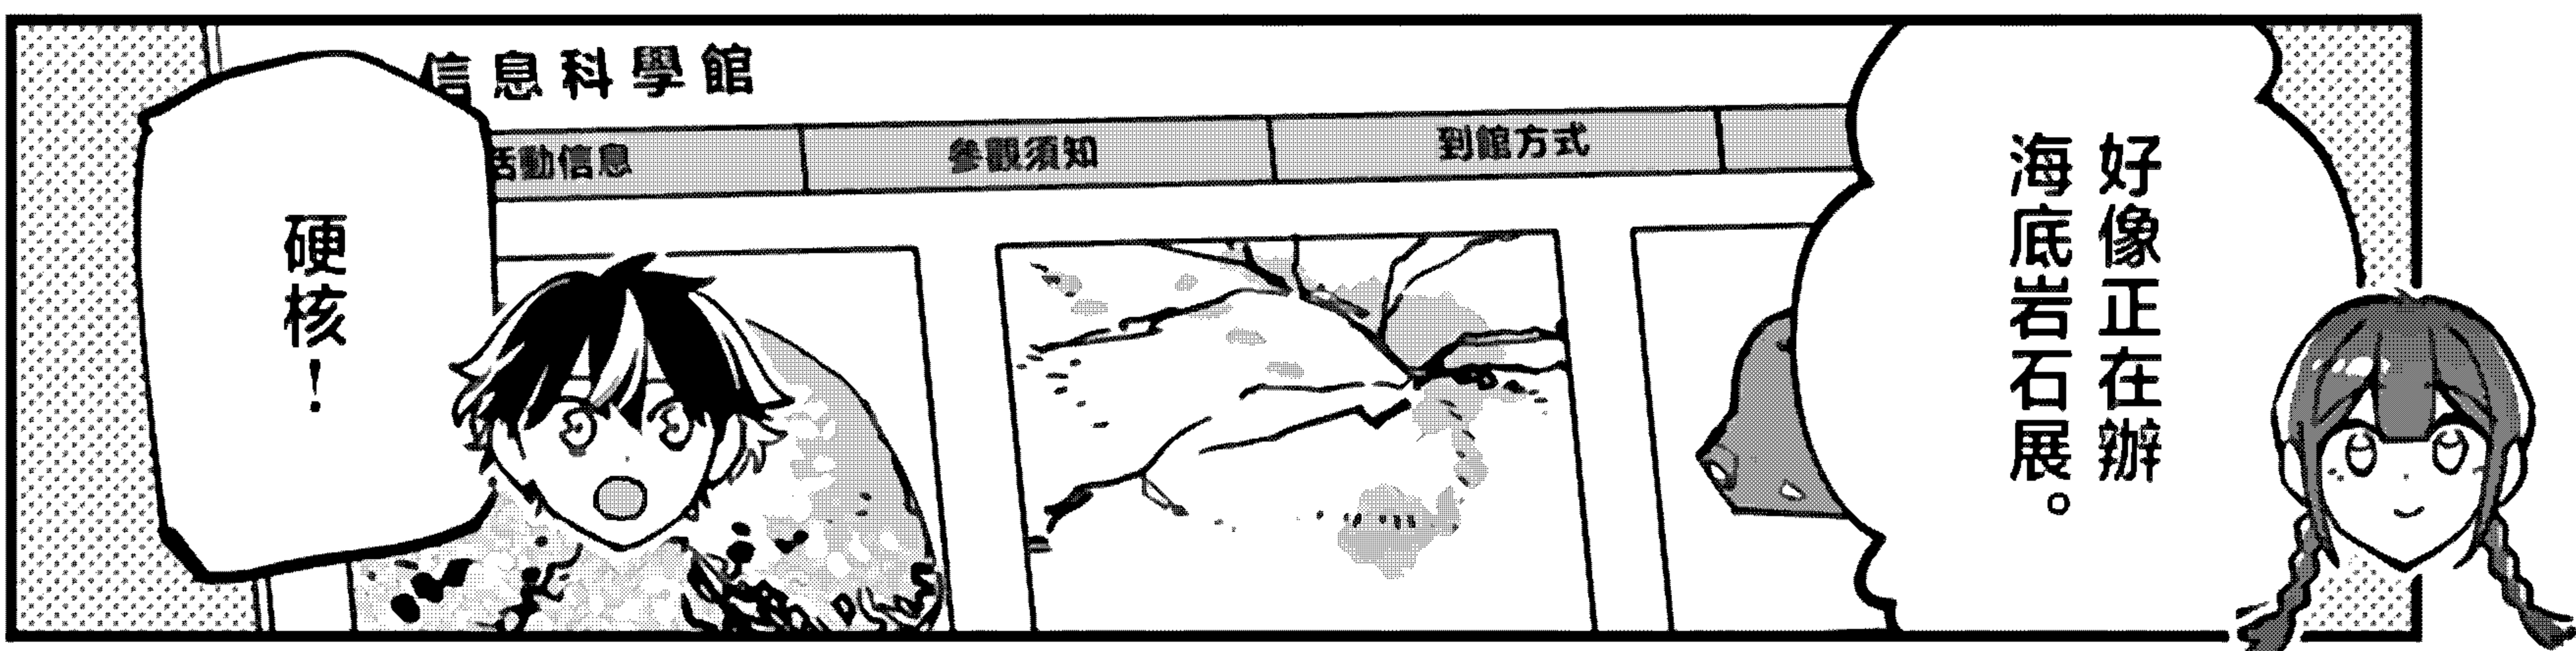 好像正在辦
海底岩石展。
信息科學館
活動信息
參觀須知
到館方式
硬核！